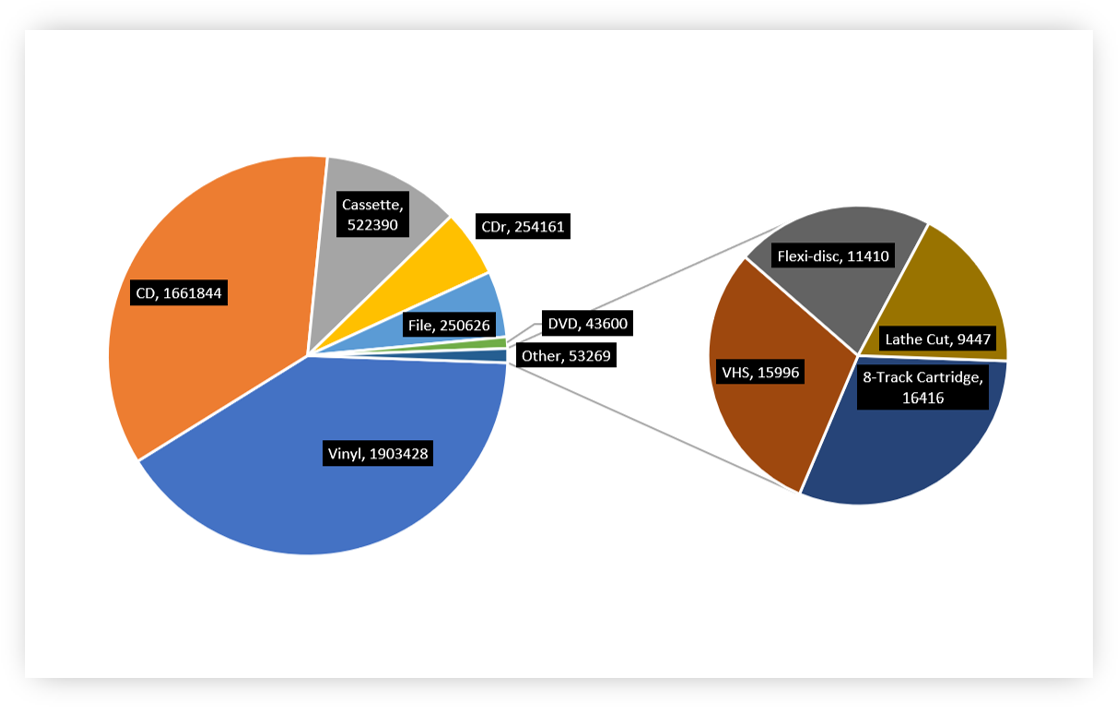 Cassette,
522390
CDr, 254161
CD, 1661844
File, 250626
DVD, 43600
Other, 53269
Vinyl, 1903428
Flexi-disc, 11410
Lathe Cut, 9447
VHS, 15996
8-Track Cartridge,
16416